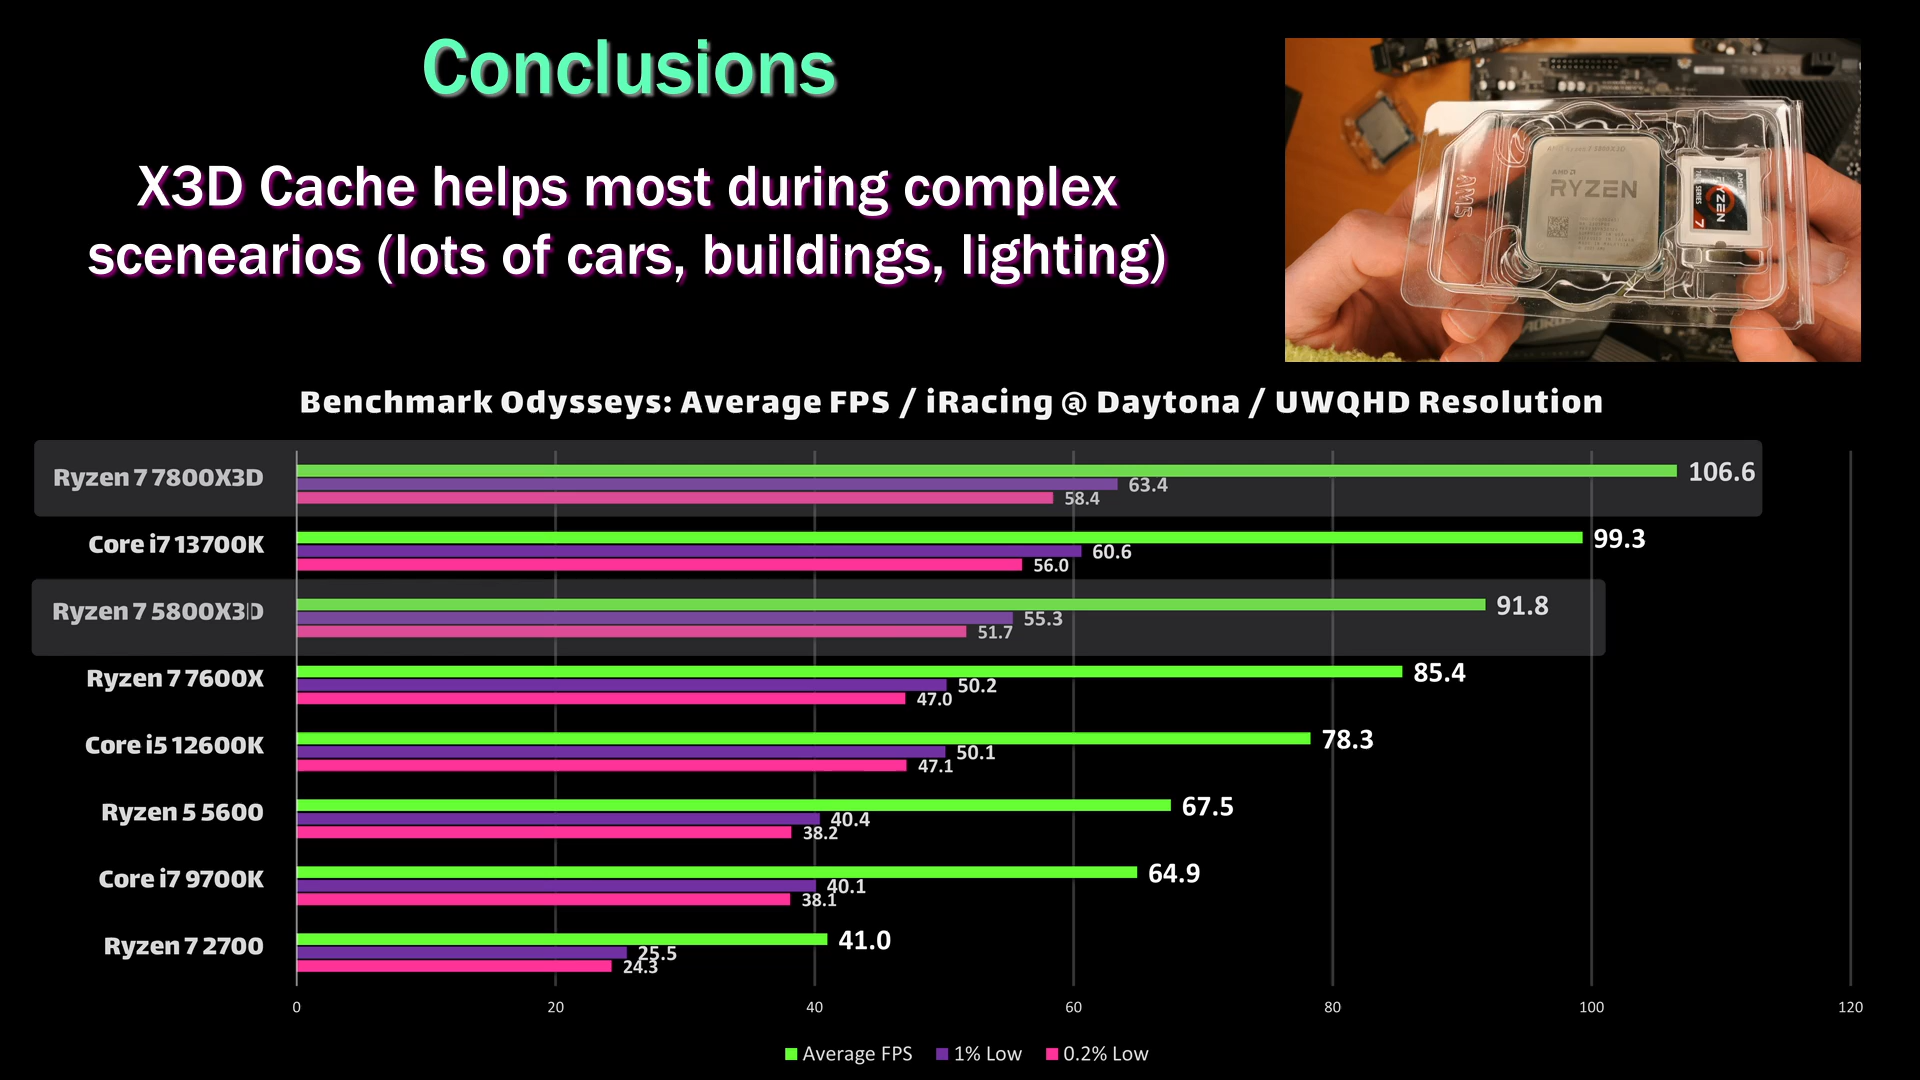 Conclusions
X3D Cache helps most during complex
scenearios (lots of cars, buildings, lighting)
AMD
RYZEN
AM5
AMD
RYZEN
7
Benchmark Odysseys: Average FPS / iRacing @ Daytona / UWQHD Resolution
Ryzen 7 7800X3D
106.6
63.4
58.4
Core i7 13700K
99.3
60.6
56.0
Ryzen 7 5800X3D
91.8
55.3
51.7
Ryzen 7 7600X
85.4
50.2
47.0
Core i5 12600K
78.3
50.1
47.1
Ryzen 5 5600
67.5
40.4
38.2
Core i7 9700K
64.9
40.1
38.1
Ryzen 7 2700
41.0
25.5
24.3
0 20 40 60 80 100 120
Average FPS 1% Low 0.2% Low